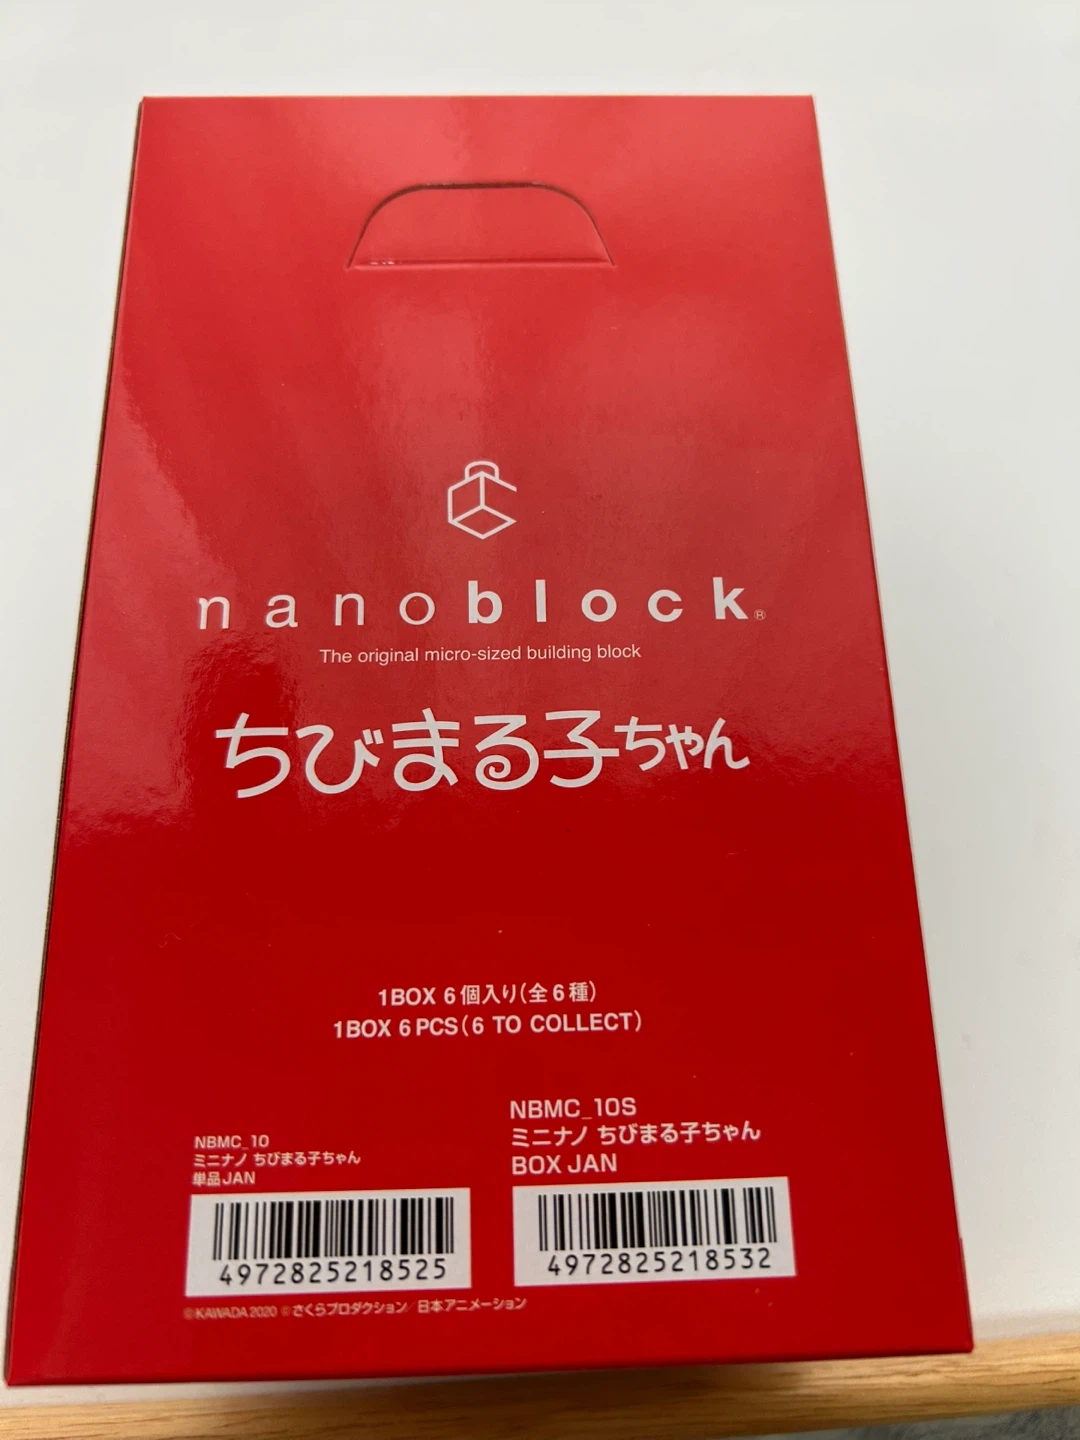 nanoblock®
The original micro-sized building block
ちびまる子ちゃん
1BOX 6個入り(全6種)
1BOX 6PCS(6 TO COLLECT)
NBMC_10
ミニナノ ちびまる子ちゃん
単品JAN
4972825218525
NBMC_10S
ミニナノ ちびまる子ちゃん
BOX JAN
4972825218532
©KAWADA 2020 ©さくらプロダクション/日本アニメーション